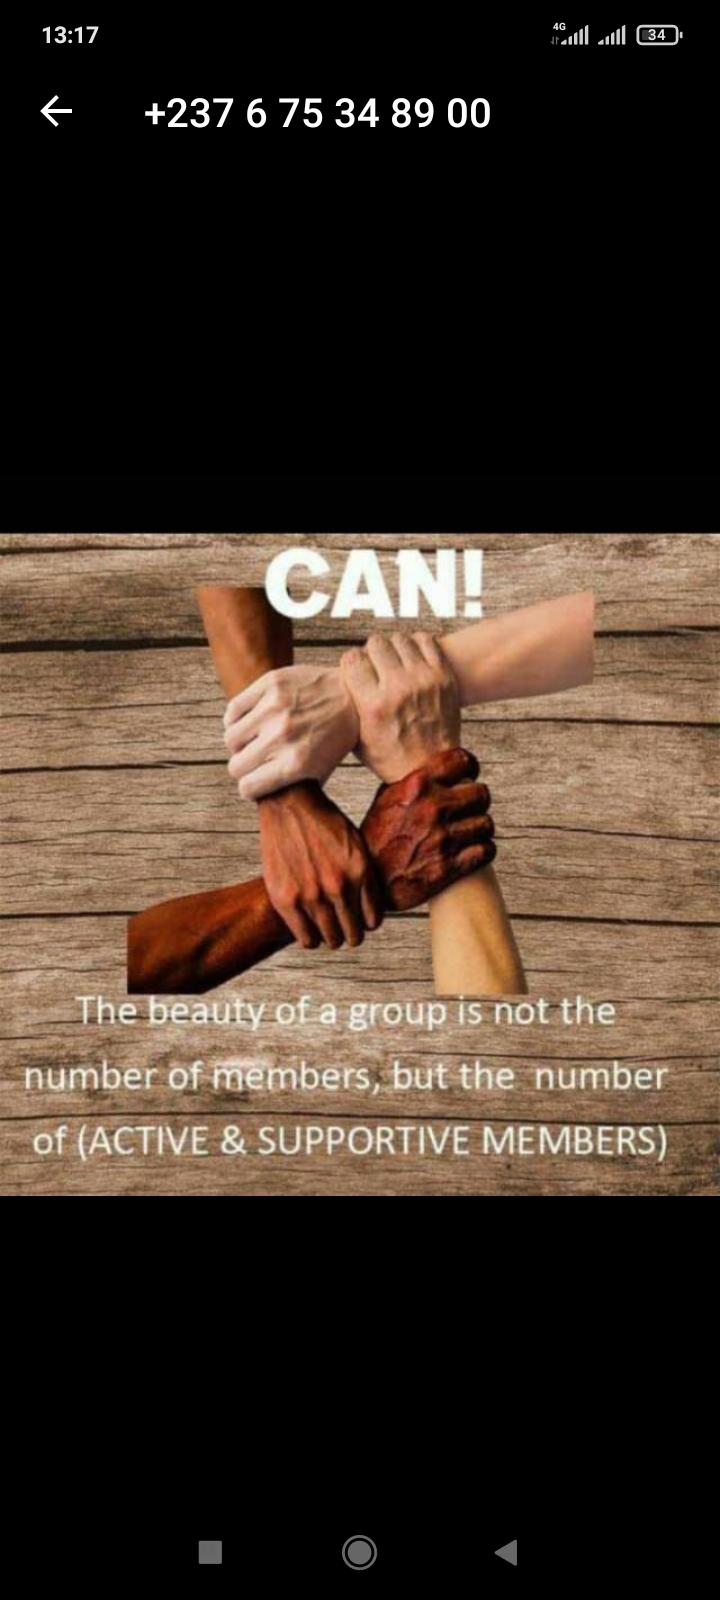 13:17
4G
34
+237 6 75 34 89 00
CAN!
The beauty of a group is not the
number of members, but the number
of (ACTIVE & SUPPORTIVE MEMBERS)